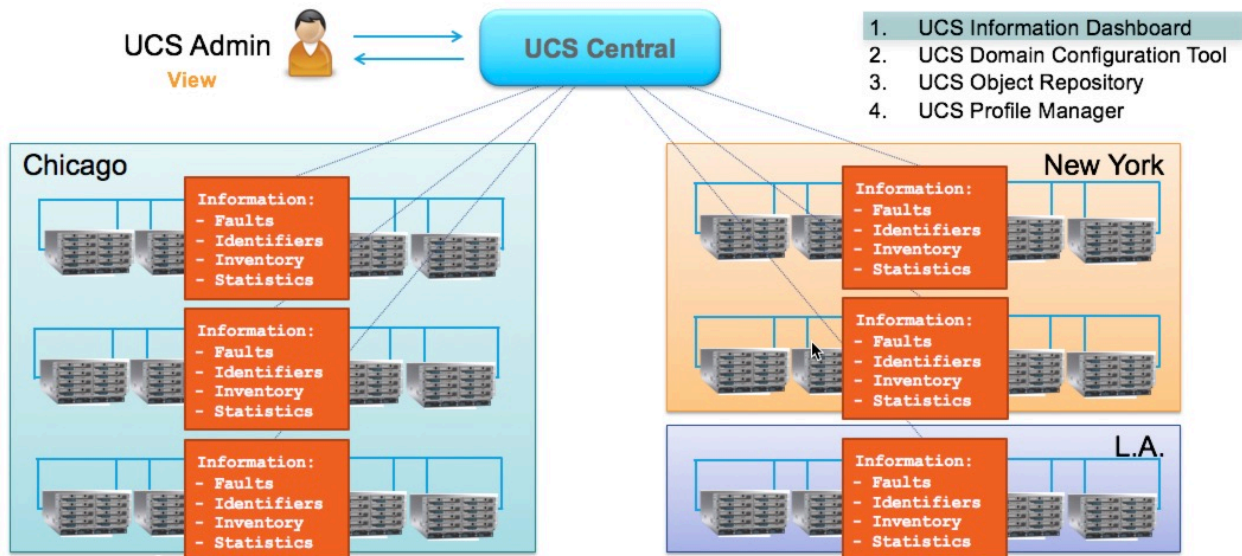 UCS Admin
View
UCS Central
1. UCS Information Dashboard
2. UCS Domain Configuration Tool
3. UCS Object Repository
4. UCS Profile Manager
Chicago
Information:
- Faults
- Identifiers
- Inventory
- Statistics
Information:
- Faults
- Identifiers
- Inventory
- Statistics
Information:
- Faults
- Identifiers
- Inventory
- Statistics
New York
Information:
- Faults
- Identifiers
- Inventory
- Statistics
Information:
- Faults
- Identifiers
- Inventory
- Statistics
L.A.
Information:
- Faults
- Identifiers
- Inventory
- Statistics